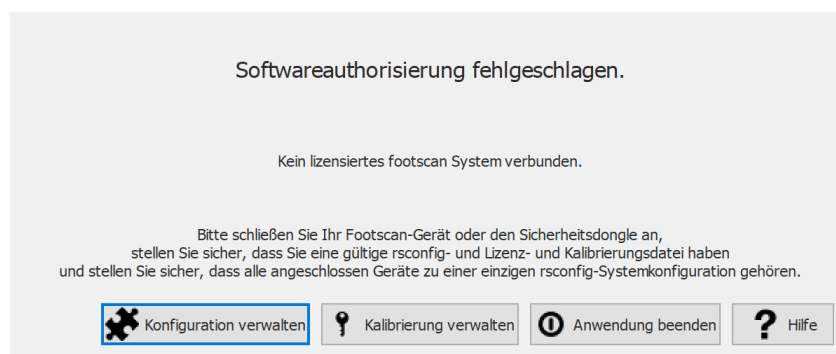 Softwareauthorisierung fehlgeschlagen.
Kein lizensiertes footscan System verbunden.
Bitte schließen Sie Ihr Footscan-Gerät oder den Sicherheitsdongle an,
stellen Sie sicher, dass Sie eine gültige rsconfig- und Lizenz- und Kalibrierungsdatei haben
und stellen Sie sicher, dass alle angeschlossen Geräte zu einer einzigen rsconfig-Systemkonfiguration gehören.
Konfiguration verwalten Kalibrierung verwalten Anwendung beenden ? Hilfe